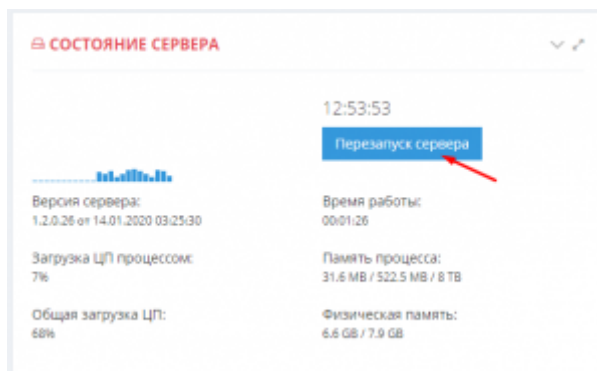 СОСТОЯНИЕ СЕРВЕРА
12:53:53
Перезапуск сервера
Версия сервера:
1.2.0.26 от 14.01.2020 03:25:30
Время работы:
00:01:26
Загрузка ЦП процессом:
7%
Память процесса:
31.6 MB / 522.5 MB / 8 TB
Общая загрузка ЦП:
68%
Физическая память:
6.6 GB / 7.9 GB